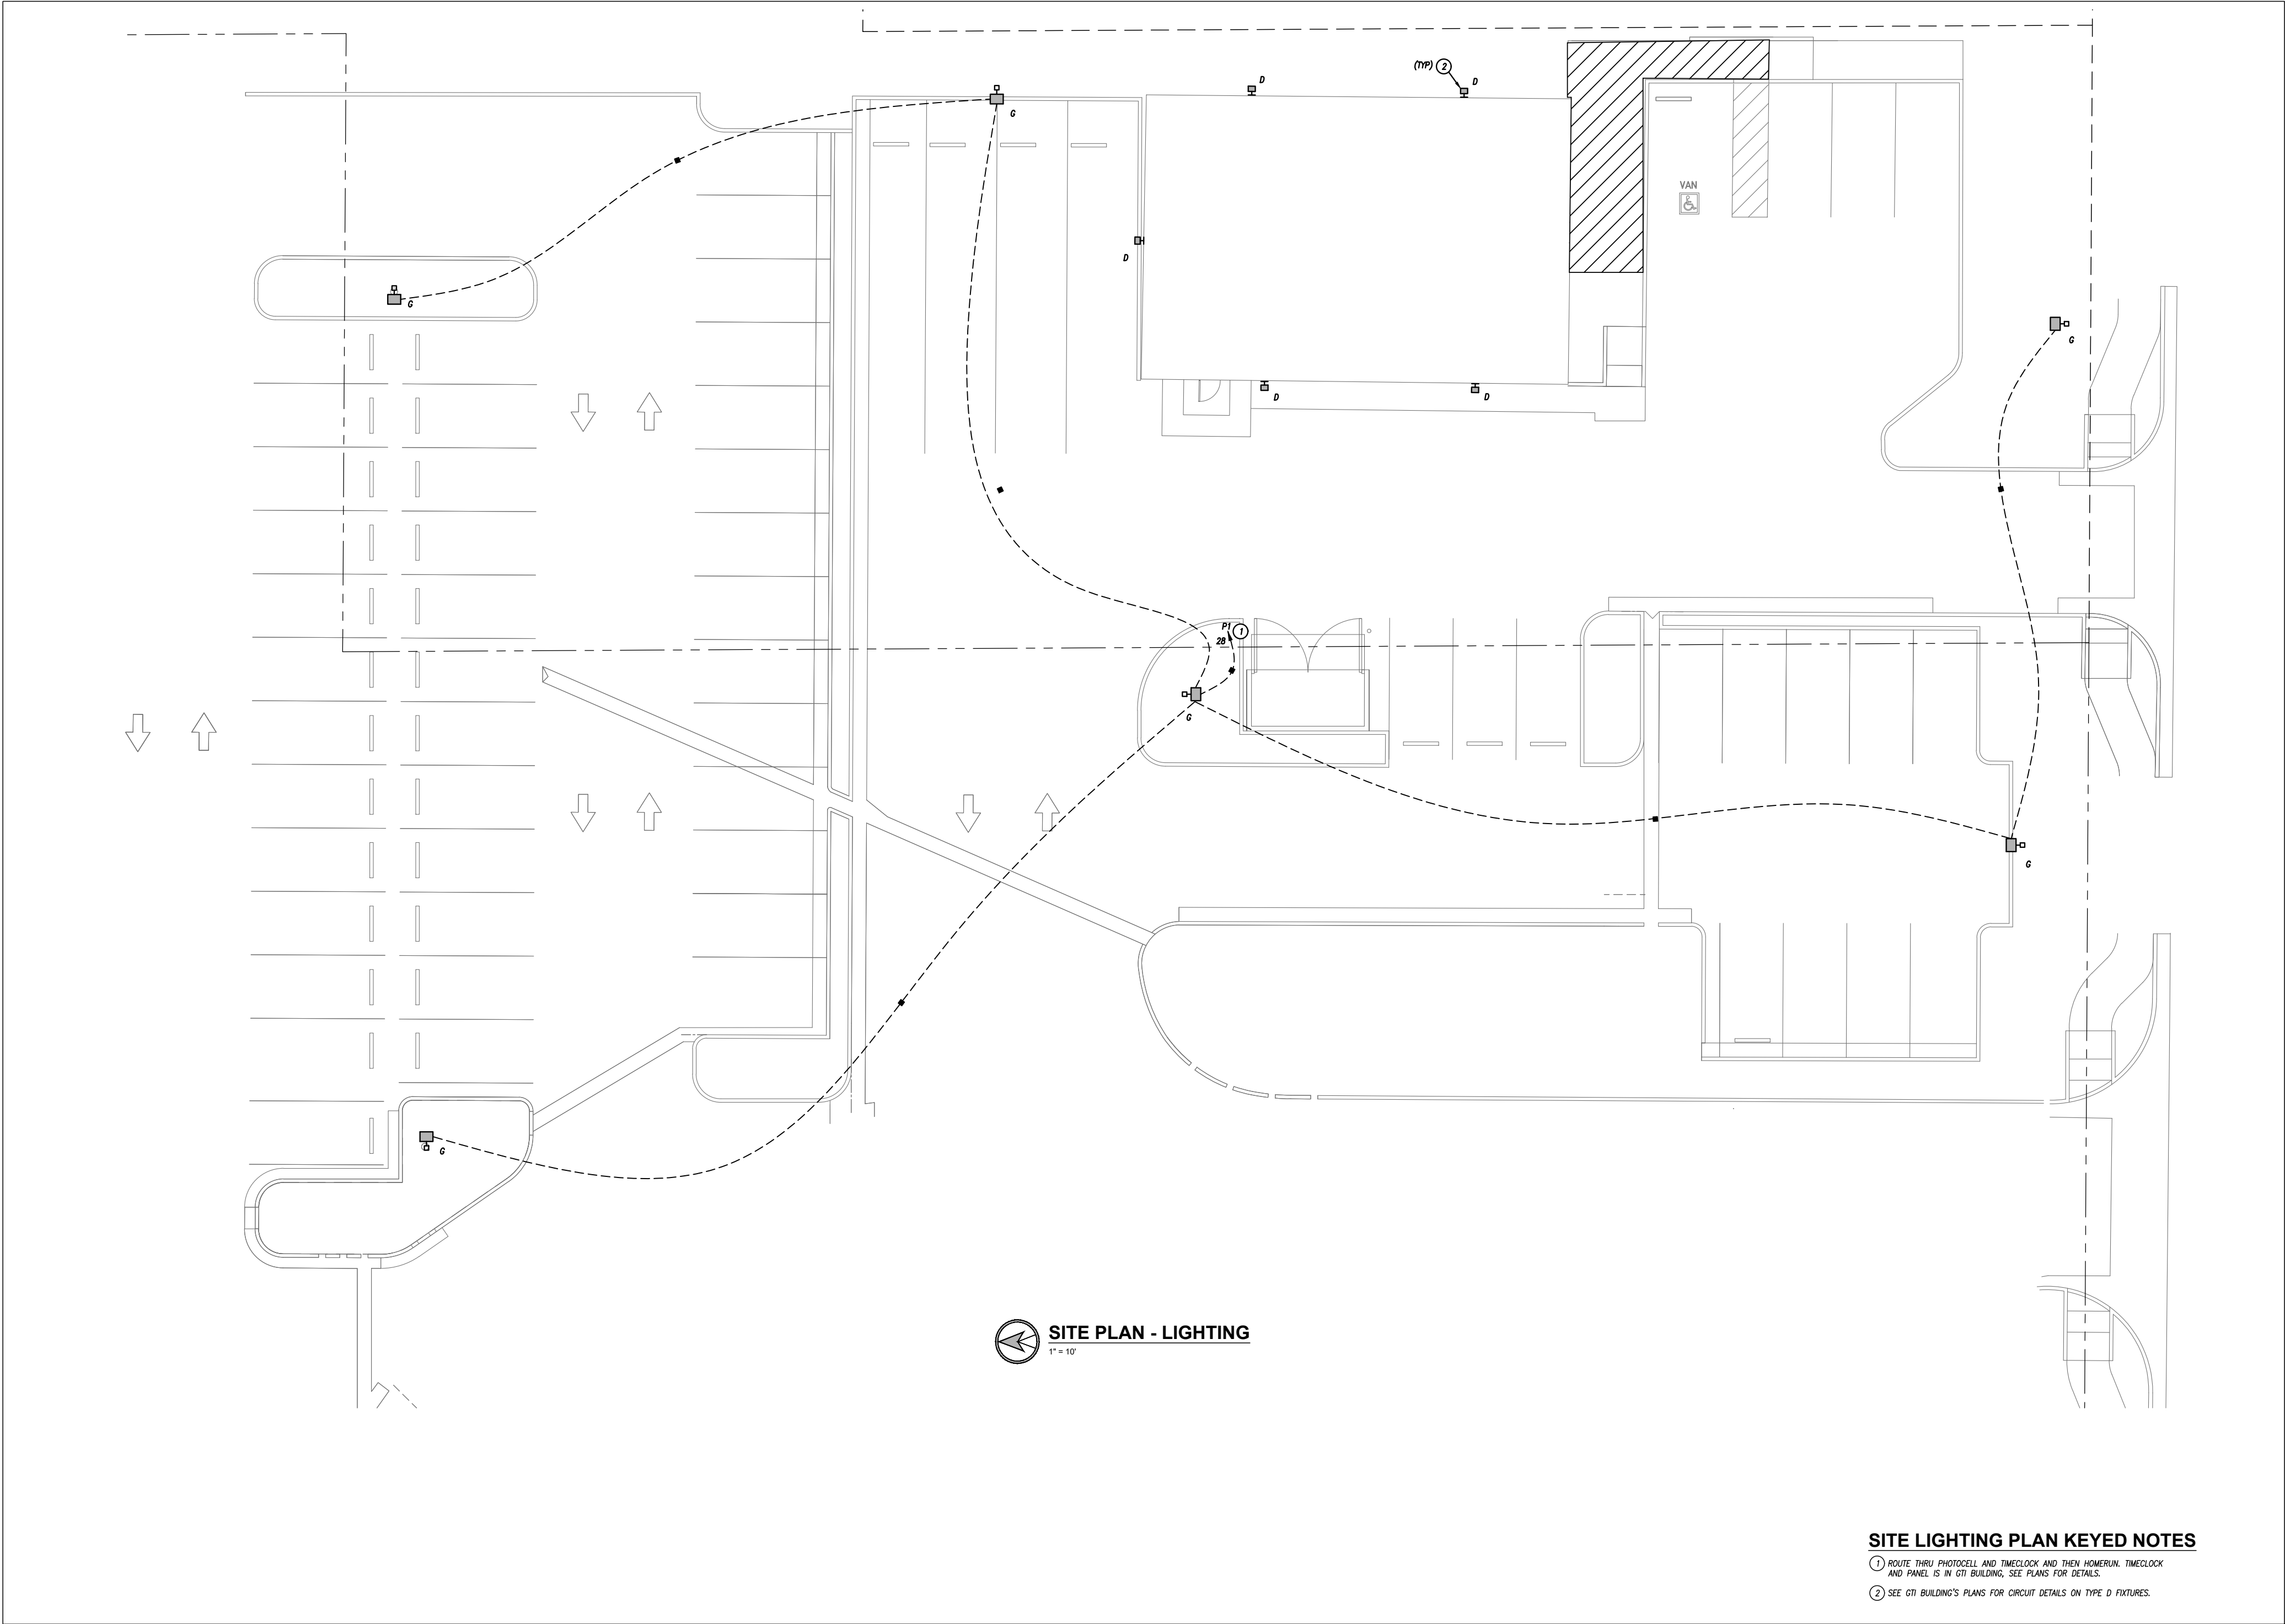 D
(TYP) 2
D
G
VAN
D
G
G
D
D
P1 1
28
G
G
G
SITE PLAN - LIGHTING
1" = 10'
SITE LIGHTING PLAN KEYED NOTES
1 ROUTE THRU PHOTOCELL AND TIMECLOCK AND THEN HOMERUN. TIMECLOCK
AND PANEL IS IN GTI BUILDING, SEE PLANS FOR DETAILS.
2 SEE GTI BUILDING'S PLANS FOR CIRCUIT DETAILS ON TYPE D FIXTURES.